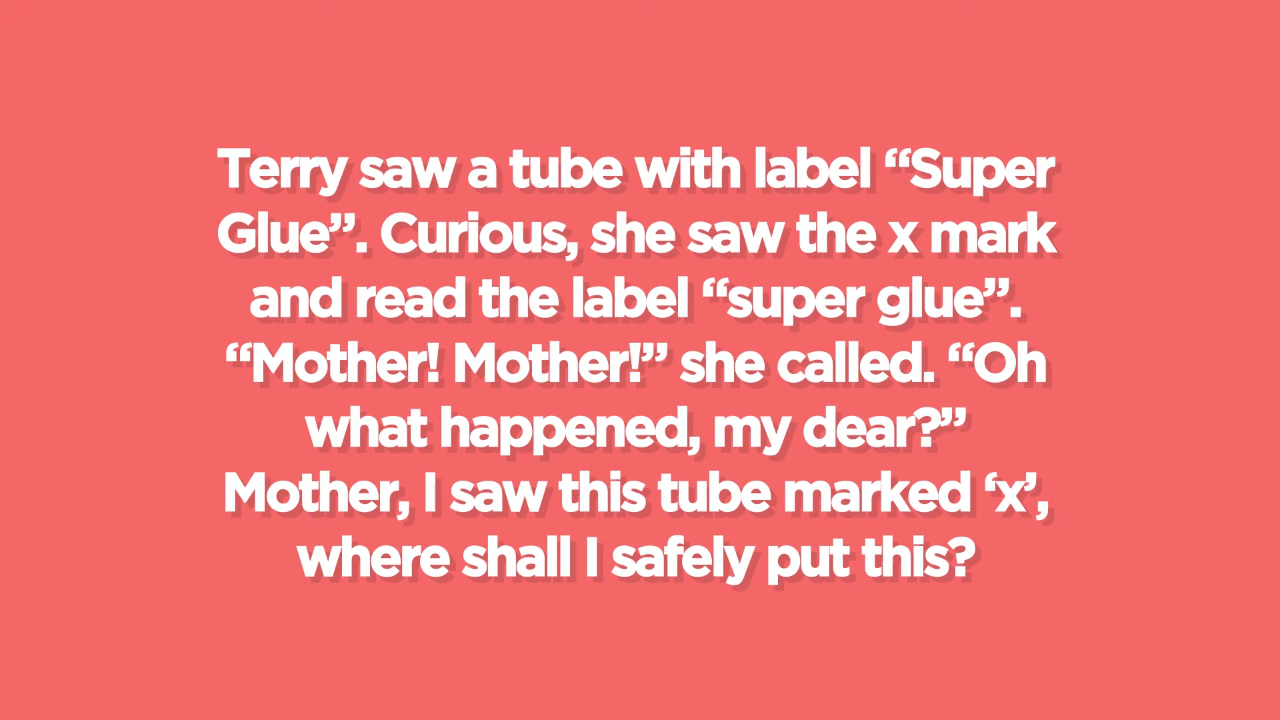 Terry saw a tube with label “Super
Glue”. Curious, she saw the x mark
and read the label “super glue”.
“Mother! Mother!” she called. “Oh
what happened, my dear?”
Mother, I saw this tube marked ‘x’,
where shall I safely put this?